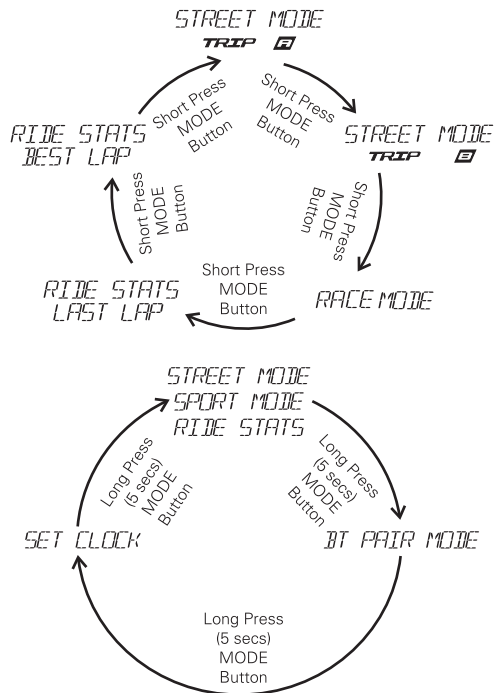 STREET MODE
TRIP A
Short Press
MODE
Button
Short Press
MODE
Button
RIDE STATS
BEST LAP
STREET MODE
TRIP B
Short Press
MODE
Button
Short Press
MODE
Button
Short Press
MODE
Button
RIDE STATS
LAST LAP
RACE MODE
STREET MODE
SPORT MODE
RIDE STATS
Long Press
(5 secs)
MODE
Button
Long Press
(5 secs)
MODE
Button
SET CLOCK
BT PAIR MODE
Long Press
(5 secs)
MODE
Button